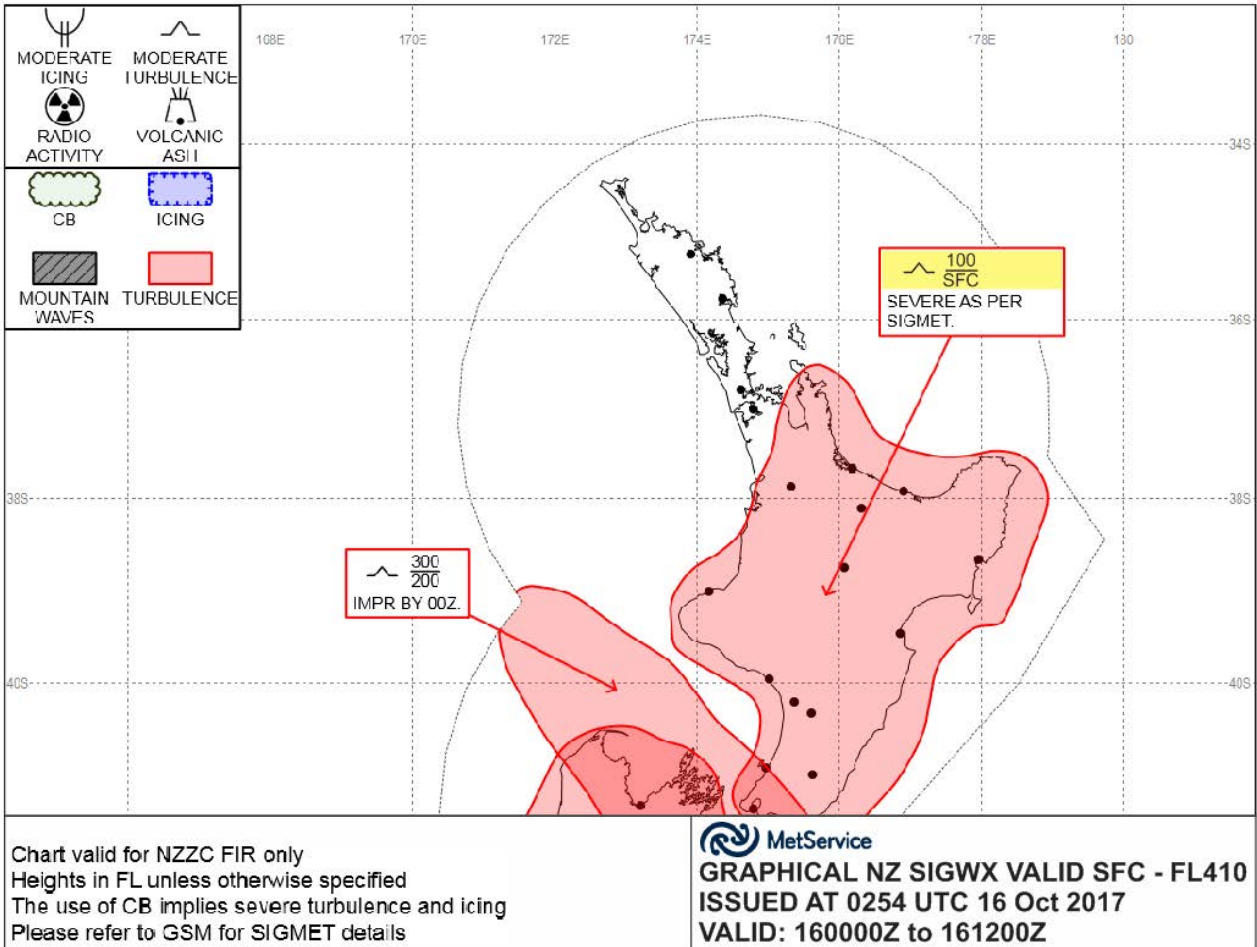 MODERATE
ICING
MODERATE
TURBULENCE
RADIO
ACTIVITY
VOLCANIC
ASH
CB
ICING
MOUNTAIN
WAVES
TURBULENCE
168E 170E 172E 174E 176E 178E 180
34S
36S
38S 38S
40S 40S
100
SFC
SEVERE AS PER
SIGMET.
300
200
IMPR BY 00Z.
Chart valid for NZZC FIR only
Heights in FL unless otherwise specified
The use of CB implies severe turbulence and icing
Please refer to GSM for SIGMET details
MetService
GRAPHICAL NZ SIGWX VALID SFC - FL410
ISSUED AT 0254 UTC 16 Oct 2017
VALID: 160000Z to 161200Z